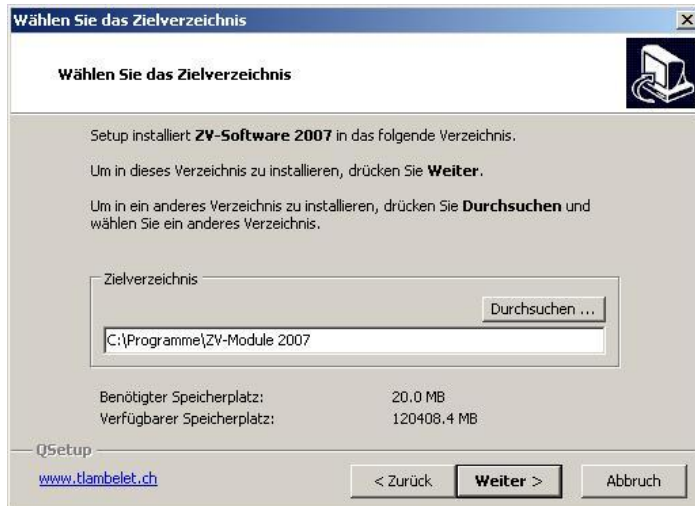 Wählen Sie das Zielverzeichnis
Wählen Sie das Zielverzeichnis
Setup installiert ZV-Software 2007 in das folgende Verzeichnis.
Um in dieses Verzeichnis zu installieren, drücken Sie Weiter.
Um in ein anderes Verzeichnis zu installieren, drücken Sie Durchsuchen und
wählen Sie ein anderes Verzeichnis.
Zielverzeichnis
Durchsuchen ...
C:\Programme\ZV-Module 2007
Benötigter Speicherplatz: 20.0 MB
Verfügbarer Speicherplatz: 120408.4 MB
QSetup
www.tlambelet.ch
< Zurück Weiter > Abbruch